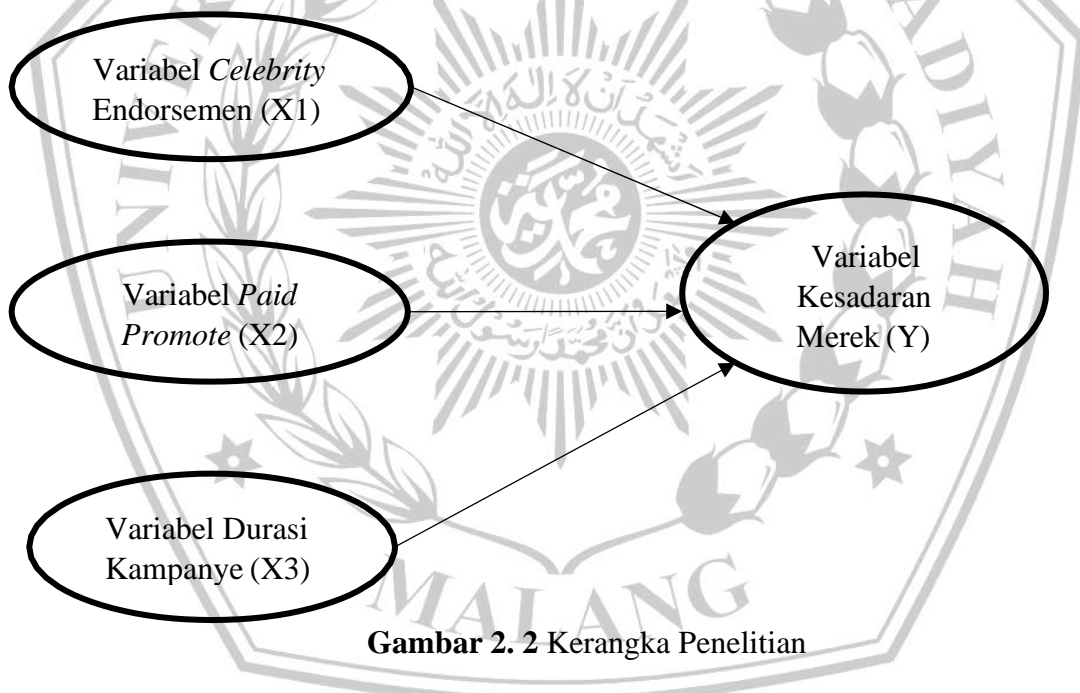 Variabel Celebrity
Endorsemen (X1)
Variabel Paid
Promote (X2)
Variabel Durasi
Kampanye (X3)
Variabel
Kesadaran
Merek (Y)
MALANG
Gambar 2. 2 Kerangka Penelitian